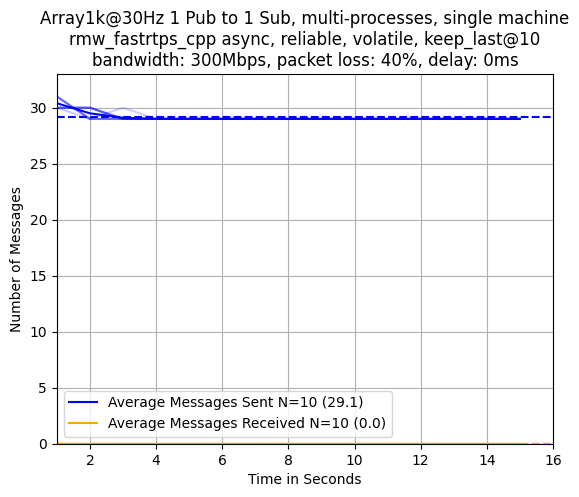 Array1k@30Hz 1 Pub to 1 Sub, multi-processes, single machine
rmw_fastrtps_cpp async, reliable, volatile, keep_last@10
bandwidth: 300Mbps, packet loss: 40%, delay: 0ms
Number of Messages
30
25
20
15
10
5
0
Average Messages Sent N=10 (29.1)
Average Messages Received N=10 (0.0)
2 4 6 8 10 12 14 16
Time in Seconds